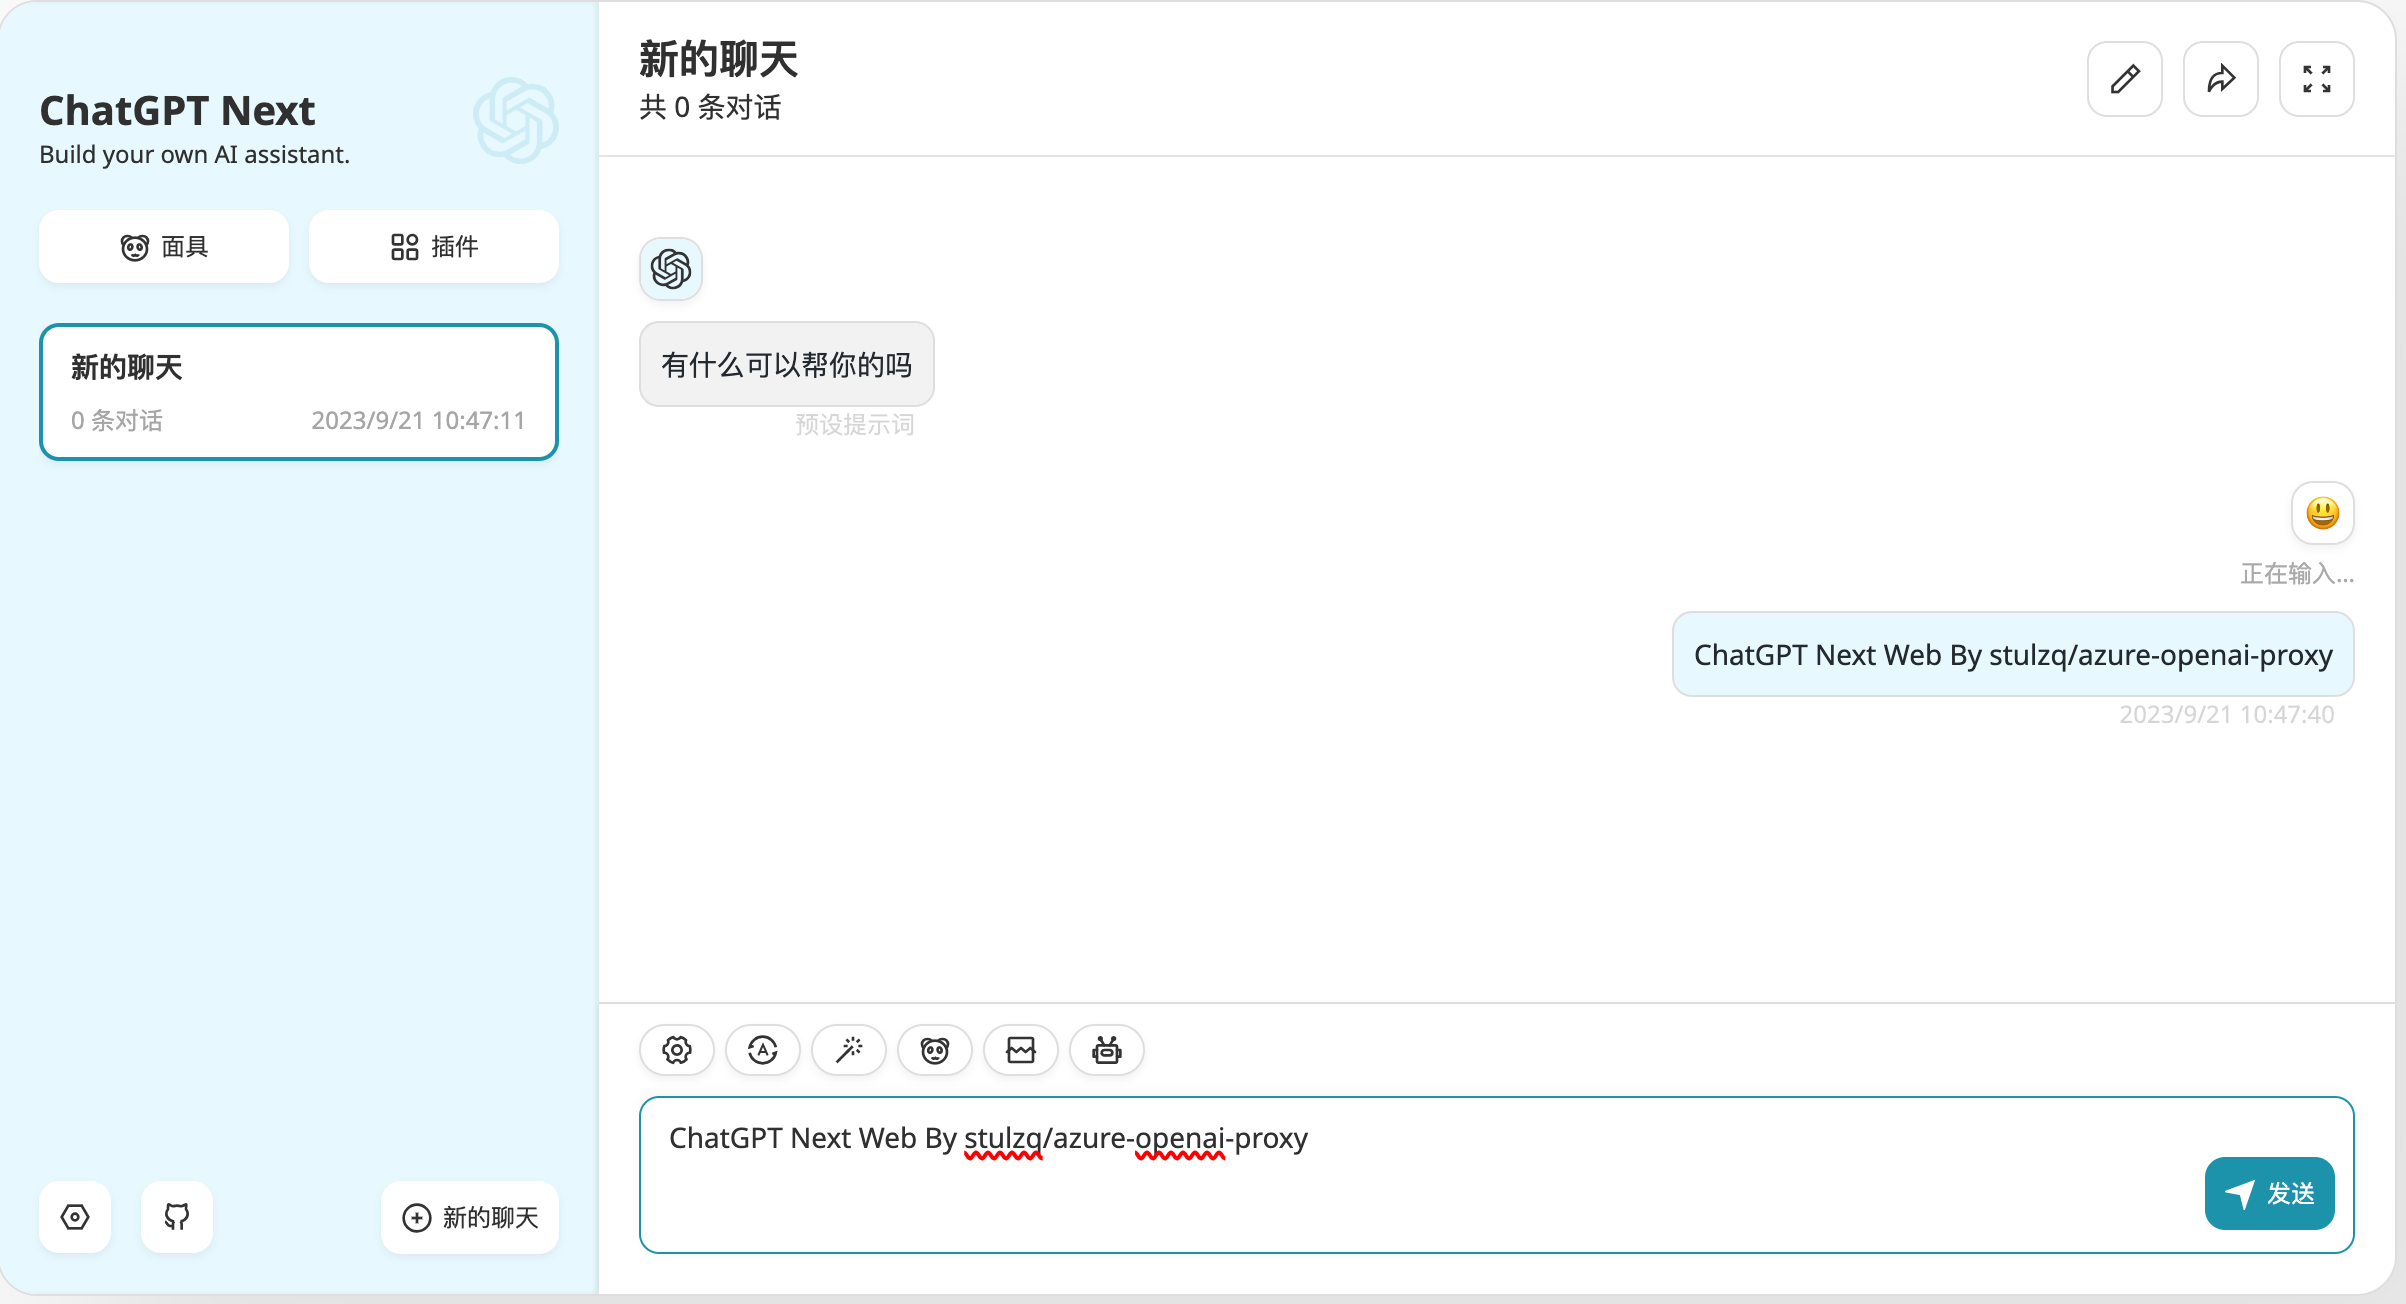 ChatGPT Next
Build your own AI assistant.
面具
插件
新的聊天
0 条对话
2023/9/21 10:47:11
新的聊天
新的聊天
共 0 条对话
有什么可以帮你的吗
预设提示词
正在输入...
ChatGPT Next Web By stulzq/azure-openai-proxy
2023/9/21 10:47:40
ChatGPT Next Web By stulzq/azure-openai-proxy
发送